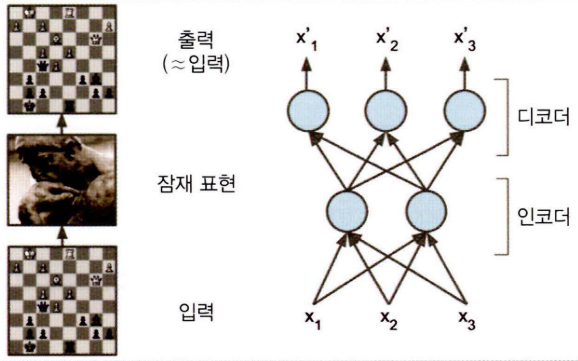 출력
(≈입력)
잠재 표현
입력
x'₁ x'₂ x'₃
디코더
인코더
x₁ x₂ x₃